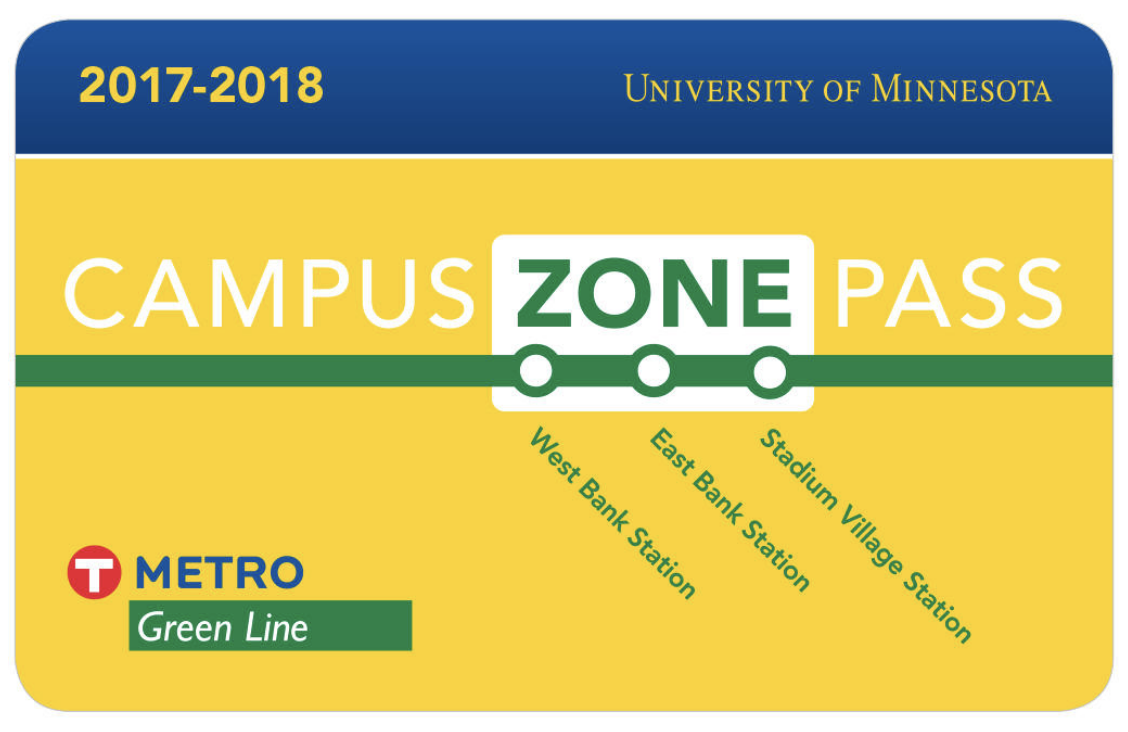 2017-2018
UNIVERSITY OF MINNESOTA
CAMPUS ZONE PASS
West Bank Station
East Bank Station
Stadium Village Station
T METRO
Green Line